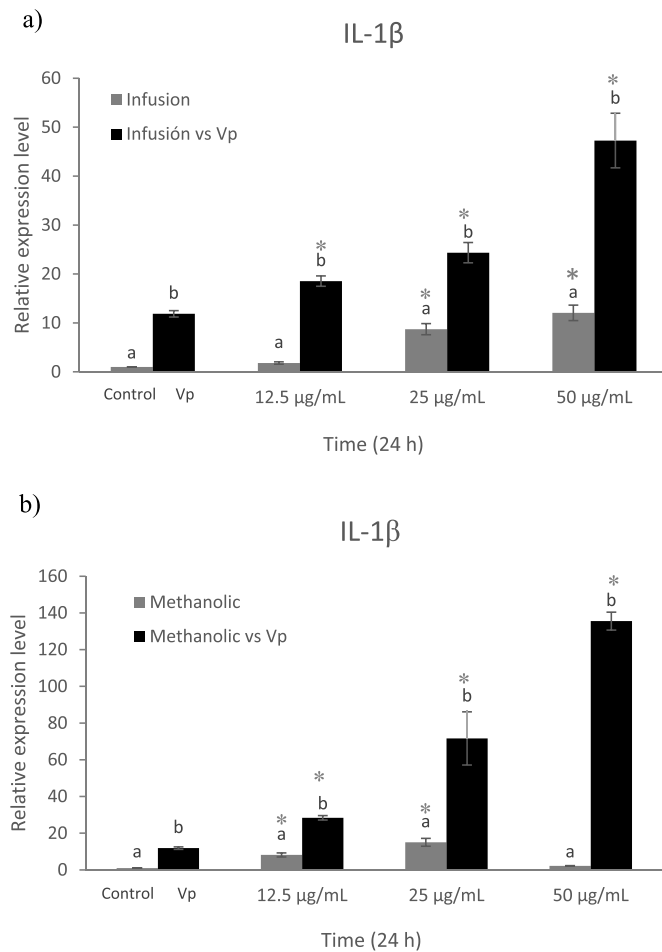 a)
IL-1β
Relative expression level
60
50
40
30
20
10
0
Infusion
Infusión vs Vp
a
b
a
*
b
*
a
*
b
*
a
*
b
Control Vp 12.5 µg/mL 25 µg/mL 50 µg/mL
Time (24 h)
b)
IL-1β
Relative expression level
160
140
120
100
80
60
40
20
0
Methanolic
Methanolic vs Vp
a
b
*
a
*
b
*
a
*
b
a
*
b
Control Vp 12.5 µg/mL 25 µg/mL 50 µg/mL
Time (24 h)